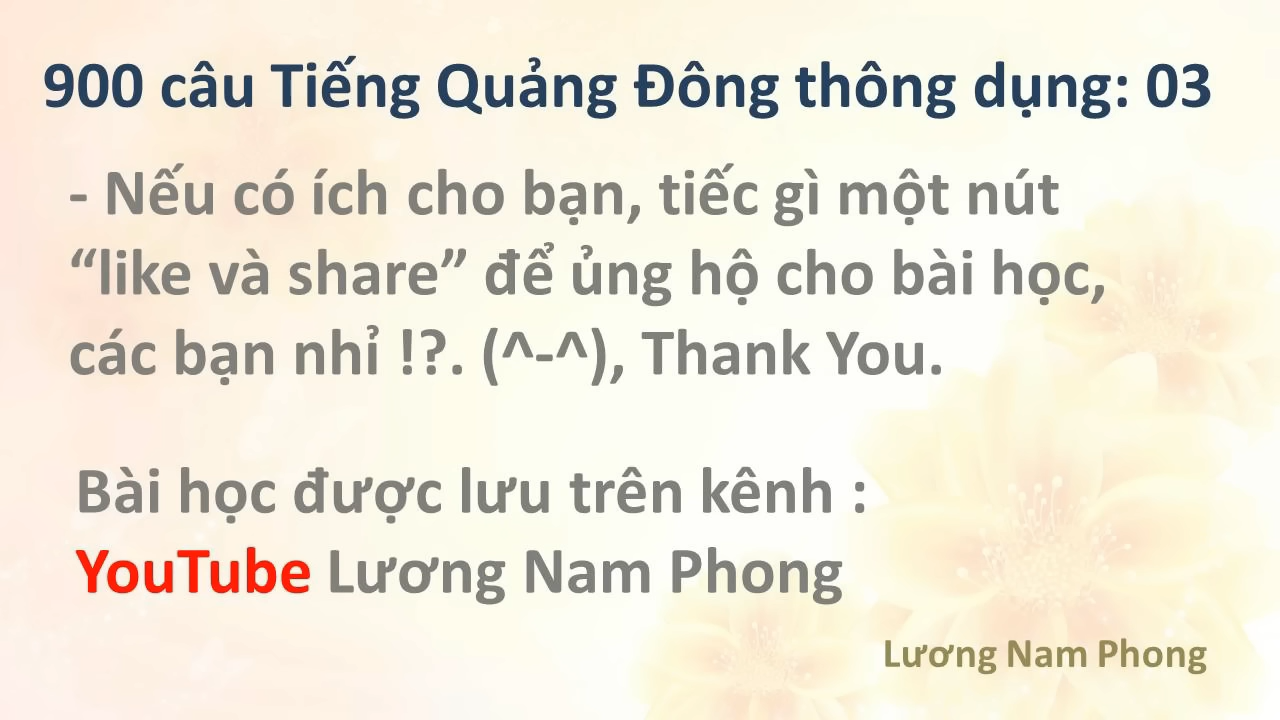 900 câu Tiếng Quảng Đông thông dụng: 03
- Nếu có ích cho bạn, tiếc gì một nút
“like và share” để ủng hộ cho bài học,
các bạn nhỉ !?. (^-^), Thank You.
Bài học được lưu trên kênh :
YouTube Lương Nam Phong
Lương Nam Phong